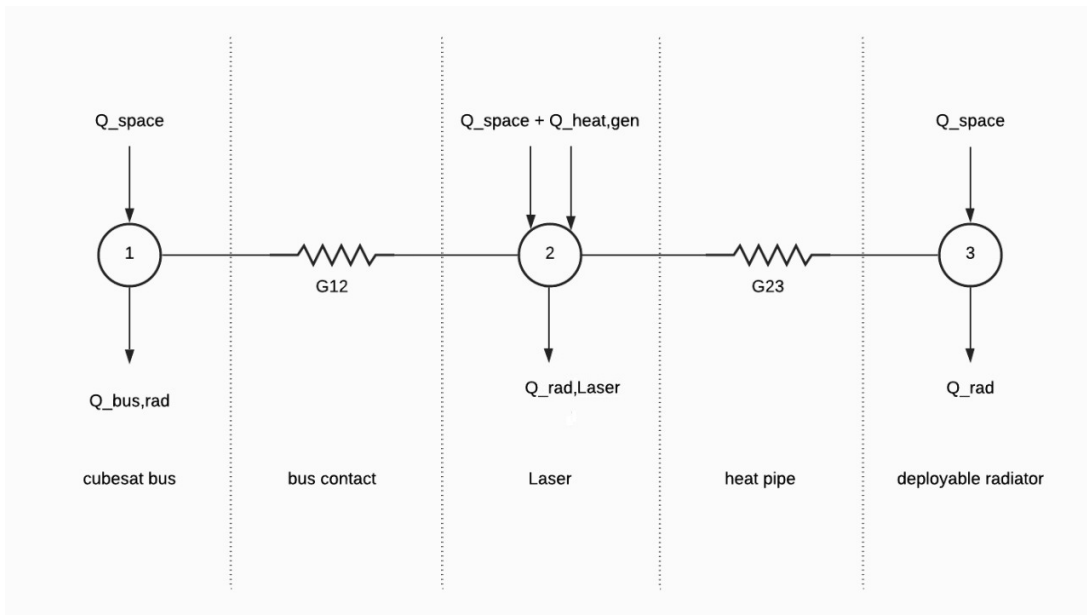 Q_space
Q_space + Q_heat,gen
Q_space
1
2
3
G12
G23
Q_bus,rad
Q_rad,Laser
Q_rad
cubesat bus
bus contact
Laser
heat pipe
deployable radiator